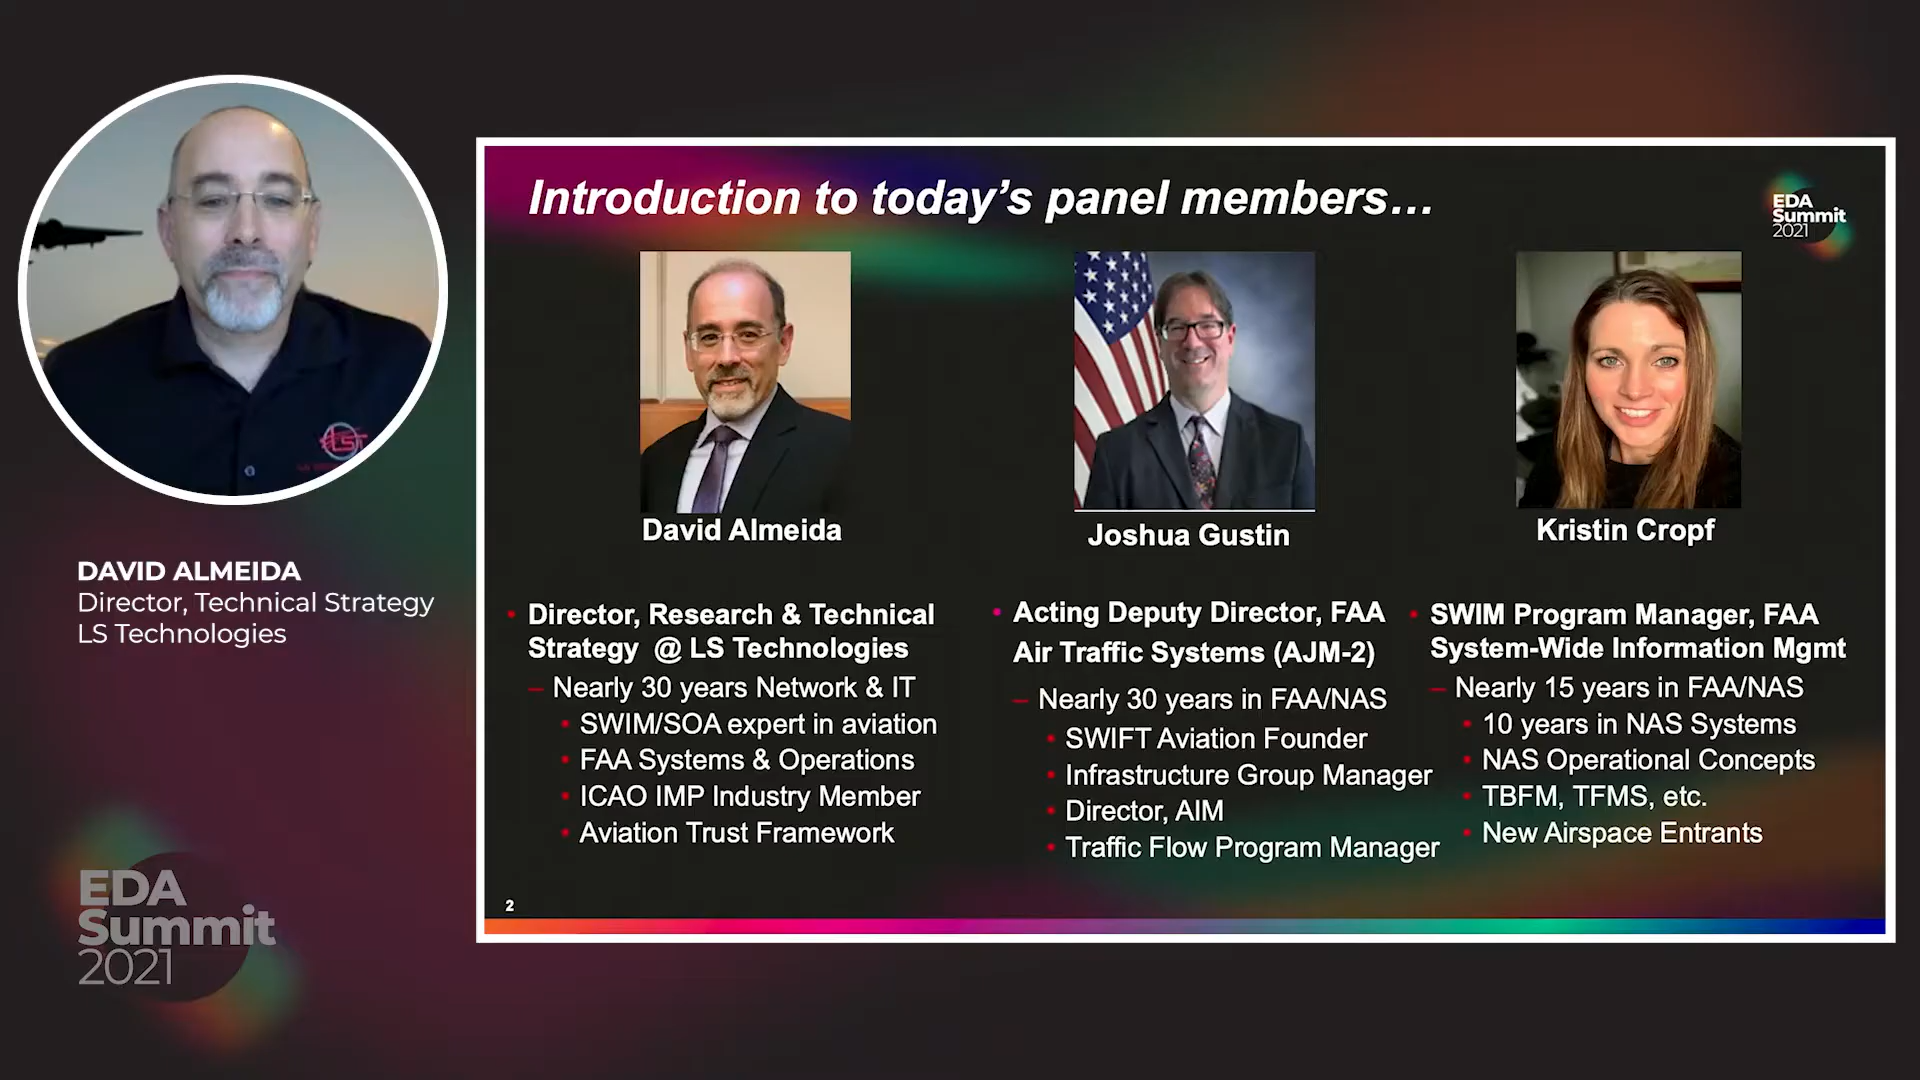 DAVID ALMEIDA
Director, Technical Strategy
LS Technologies
EDA
Summit
2021
Introduction to today's panel members…
EDA
Summit
2021
David Almeida
• Director, Research & Technical
Strategy @ LS Technologies
– Nearly 30 years Network & IT
• SWIM/SOA expert in aviation
• FAA Systems & Operations
• ICAO IMP Industry Member
• Aviation Trust Framework
Joshua Gustin
• Acting Deputy Director, FAA
Air Traffic Systems (AJM-2)
– Nearly 30 years in FAA/NAS
• SWIFT Aviation Founder
• Infrastructure Group Manager
• Director, AIM
• Traffic Flow Program Manager
Kristin Cropf
• SWIM Program Manager, FAA
System-Wide Information Mgmt
– Nearly 15 years in FAA/NAS
• 10 years in NAS Systems
• NAS Operational Concepts
• TBFM, TFMS, etc.
• New Airspace Entrants
2
LST